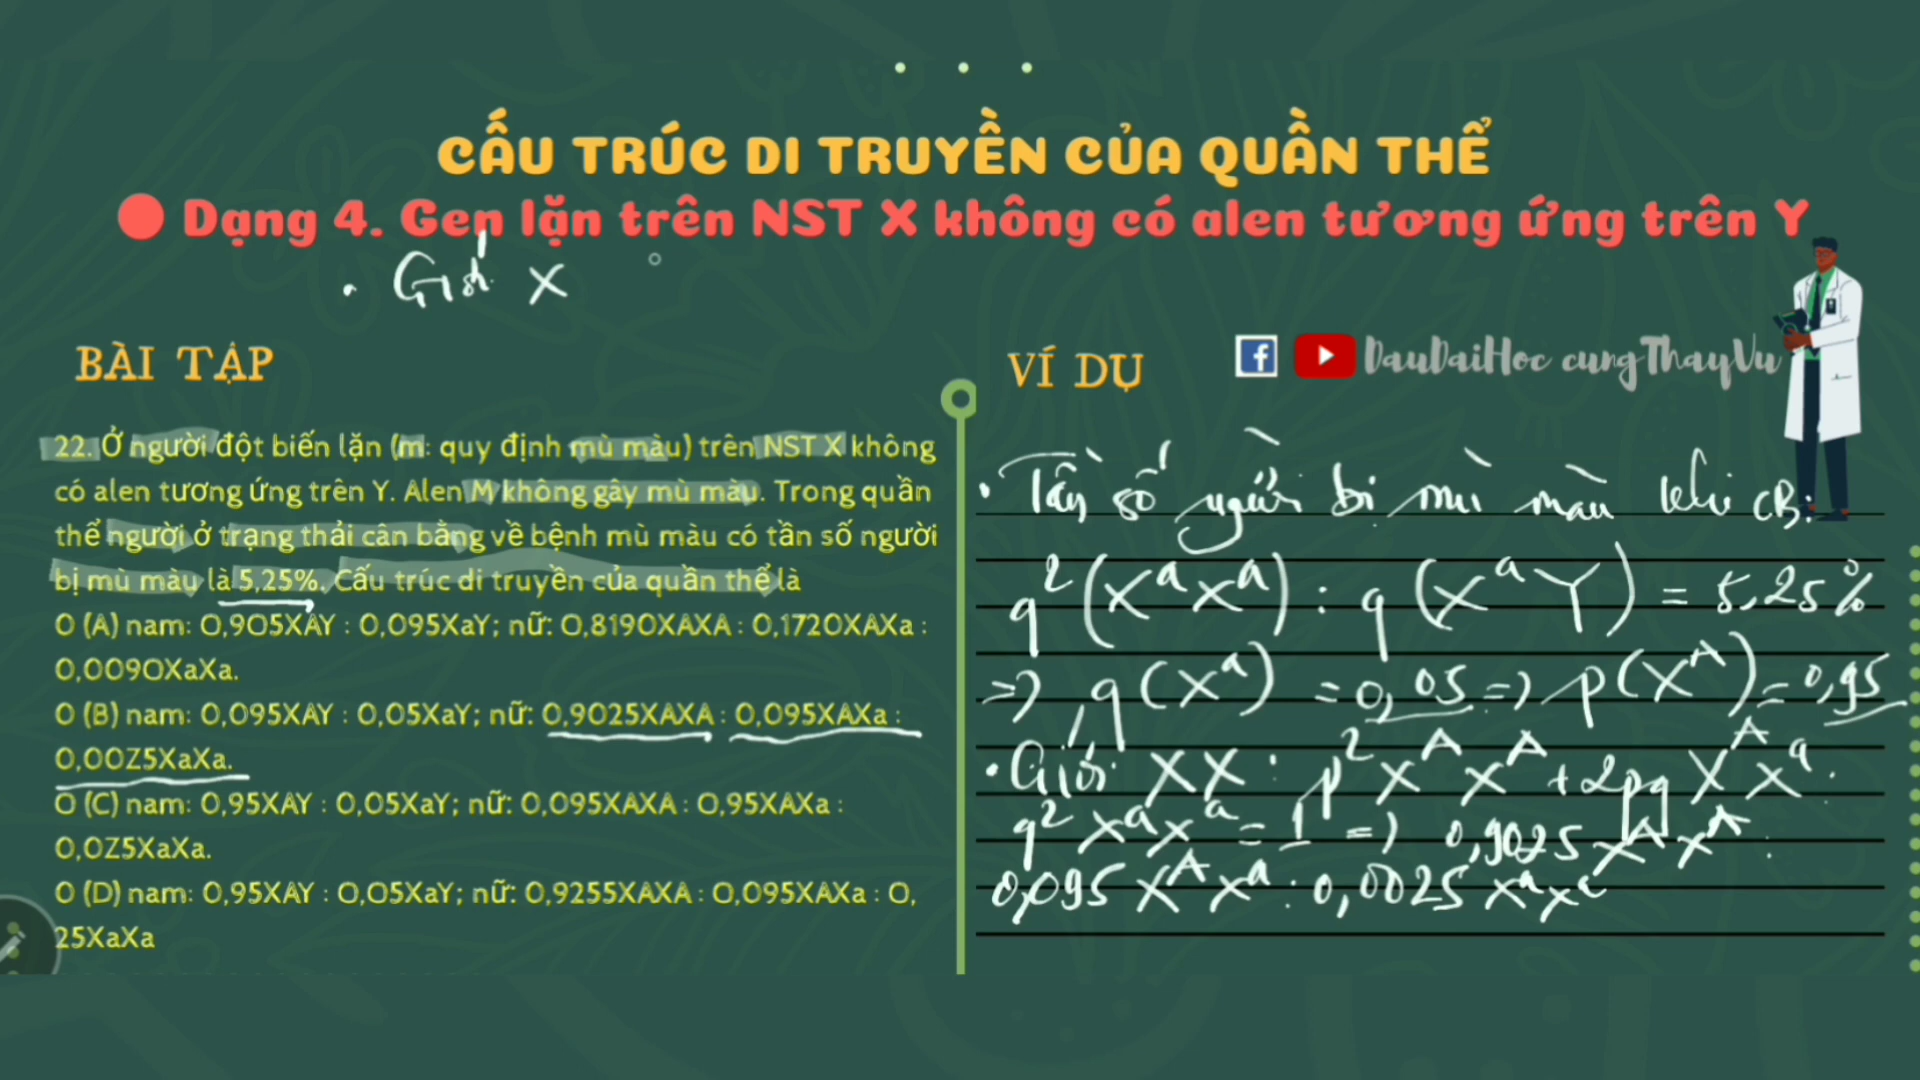 CẤU TRÚC DI TRUYỀN CỦA QUẦN THỂ
Dạng 4. Gen lặn trên NST X không có alen tương ứng trên Y
• Giới X
BÀI TẬP
22. Ở người đột biến lặn (m: quy định mù màu) trên NST X không
có alen tương ứng trên Y. Alen M không gây mù màu. Trong quần
thể người ở trạng thái cân bằng về bệnh mù màu có tần số người
bị mù màu là 5,25%. Cấu trúc di truyền của quần thể là
O (A) nam: 0,905XAY : 0,095XaY; nữ: 0,8190XAXA : 0,1720XAXa :
0,0090XaXa.
O (B) nam: 0,095XAY : 0,05XaY; nữ: 0,9025XAXA : 0,095XAXa :
0,00Z5XaXa.
O (C) nam: 0,95XAY : 0,05XaY; nữ: 0,095XAXA : 0,95XAXa :
0,0Z5XaXa.
O (D) nam: 0,95XAY : 0,05XaY; nữ: 0,9255XAXA : 0,095XAXa : 0,
25XaXa
VÍ DỤ
DauDaiHoc cungThayVu
• Tần số người bị mù màu khi CB:
q²(XᵃXᵃ) : q(XᵃY) = 5,25%
=> q(Xᵃ) = 0,05 => p(Xᴬ) = 0,95
• Giới XX: p²XᴬXᴬ + 2pq XᴬXᵃ.
q²XᵃXᵃ = 1 => 0,9025 XᴬXᴬ :
0,095 XᴬXᵃ : 0,0025 XᵃXᵃ